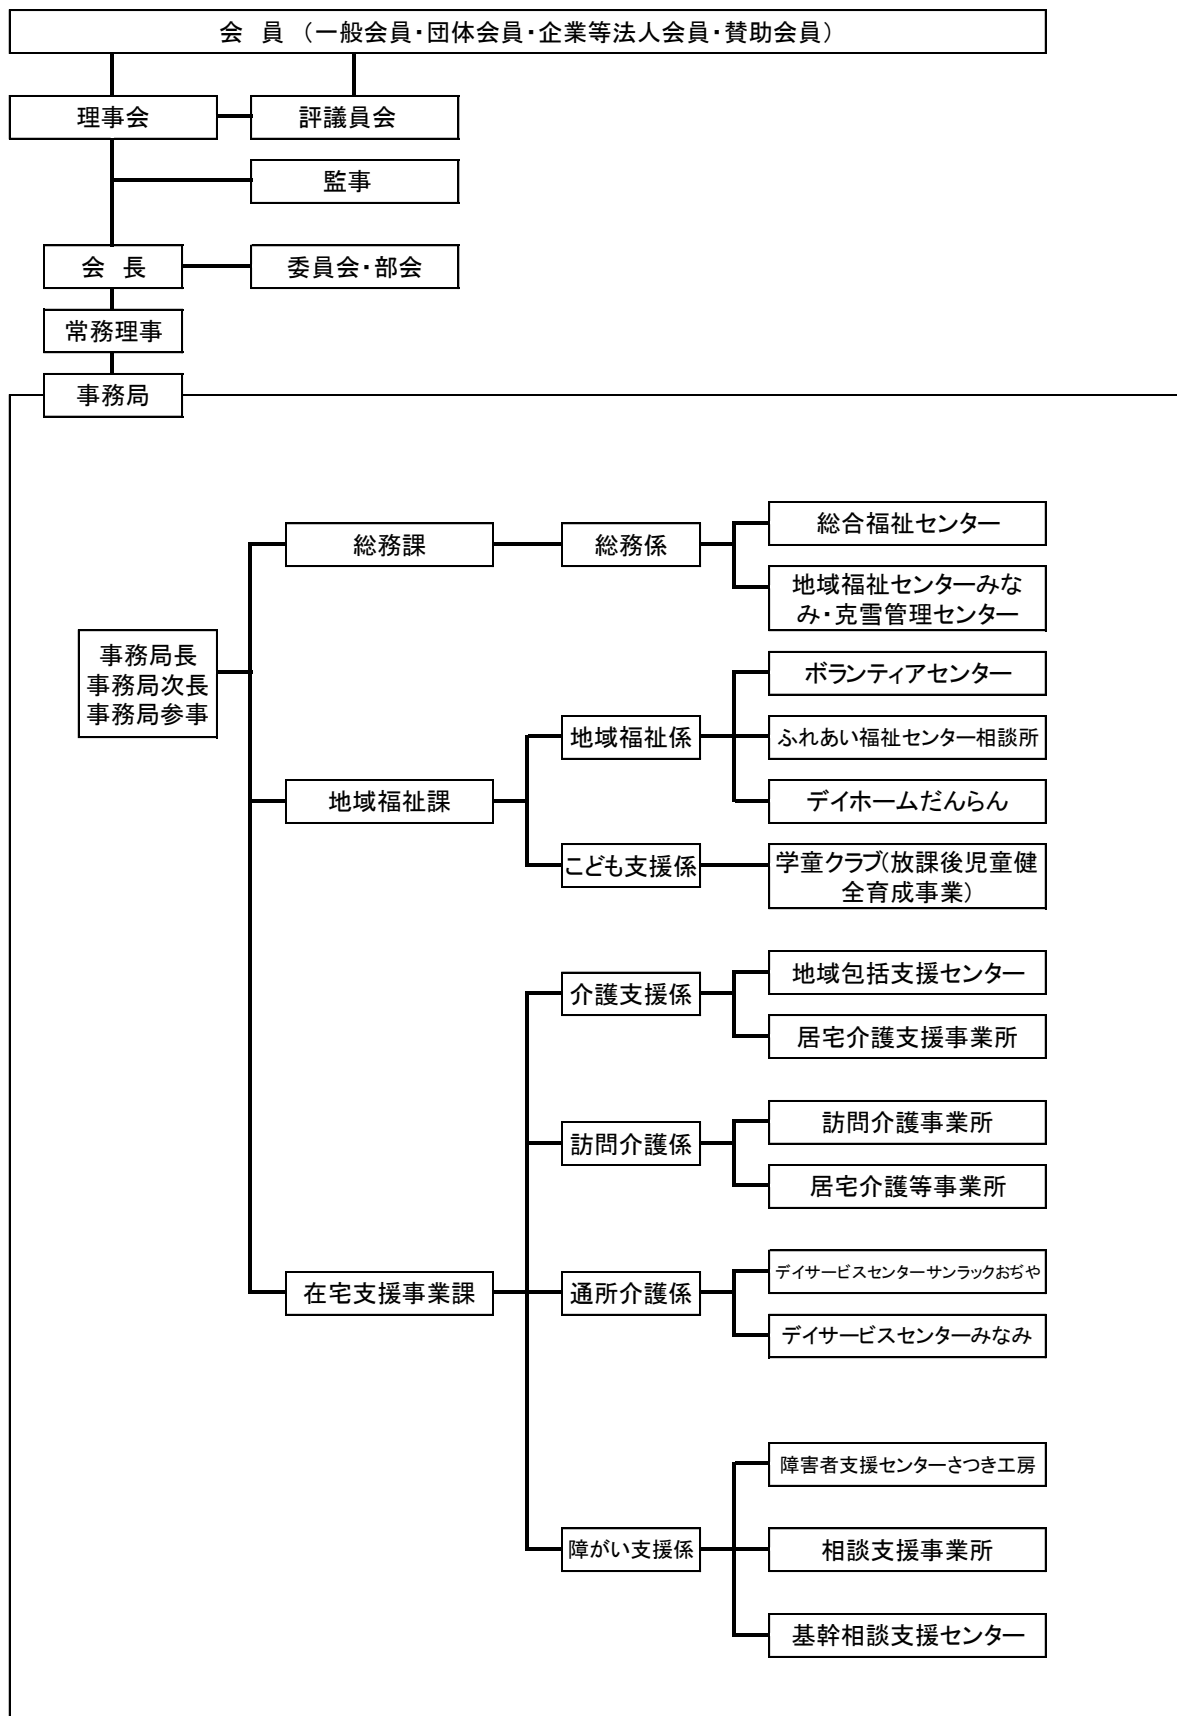 会　員　（一般会員・団体会員・企業等法人会員・賛助会員）
理事会
評議員会
監事
会　長
委員会・部会
常務理事
事務局
事務局長
事務局次長
事務局参事
総務課
総務係
総合福祉センター
地域福祉センターみな
み・克雪管理センター
地域福祉課
地域福祉係
ボランティアセンター
ふれあい福祉センター相談所
デイホームだんらん
こども支援係
学童クラブ(放課後児童健
全育成事業）
在宅支援事業課
介護支援係
地域包括支援センター
居宅介護支援事業所
訪問介護係
訪問介護事業所
居宅介護等事業所
通所介護係
デイサービスセンターサンラックおぢや
デイサービスセンターみなみ
障がい支援係
障害者支援センターさつき工房
相談支援事業所
基幹相談支援センター